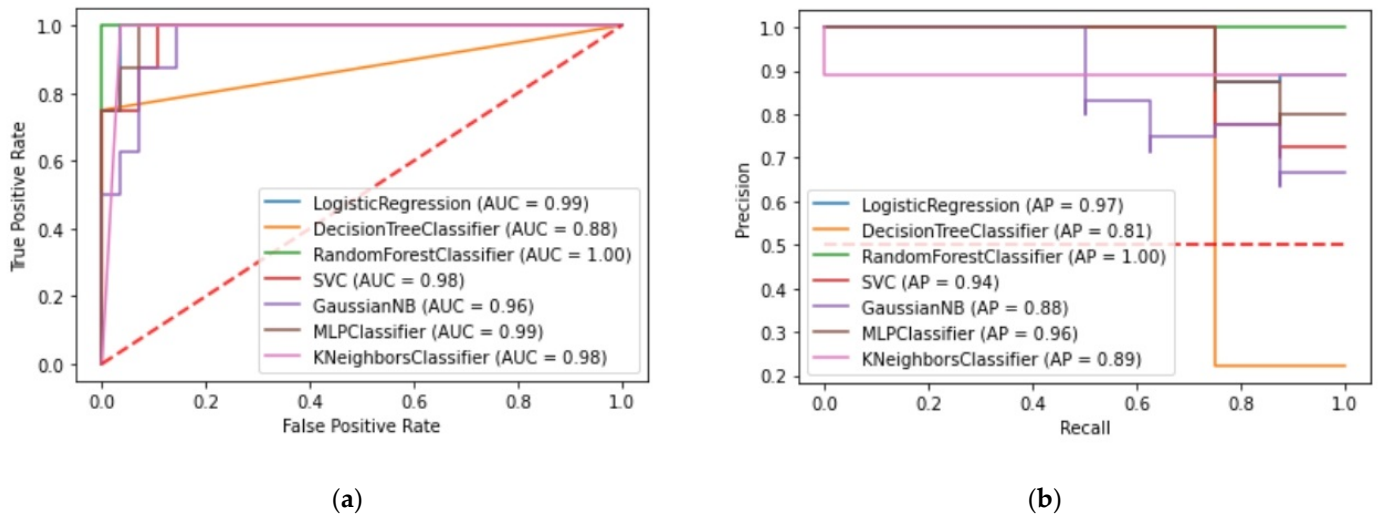 1.0
0.8
0.6
0.4
0.2
0.0
True Positive Rate
LogisticRegression (AUC = 0.99)
DecisionTreeClassifier (AUC = 0.88)
RandomForestClassifier (AUC = 1.00)
SVC (AUC = 0.98)
GaussianNB (AUC = 0.96)
MLPClassifier (AUC = 0.99)
KNeighborsClassifier (AUC = 0.98)
0.0 0.2 0.4 0.6 0.8 1.0
False Positive Rate
(a)
1.0
0.9
0.8
0.7
0.6
0.5
0.4
0.3
0.2
Precision
LogisticRegression (AP = 0.97)
DecisionTreeClassifier (AP = 0.81)
RandomForestClassifier (AP = 1.00)
SVC (AP = 0.94)
GaussianNB (AP = 0.88)
MLPClassifier (AP = 0.96)
KNeighborsClassifier (AP = 0.89)
0.0 0.2 0.4 0.6 0.8 1.0
Recall
(b)